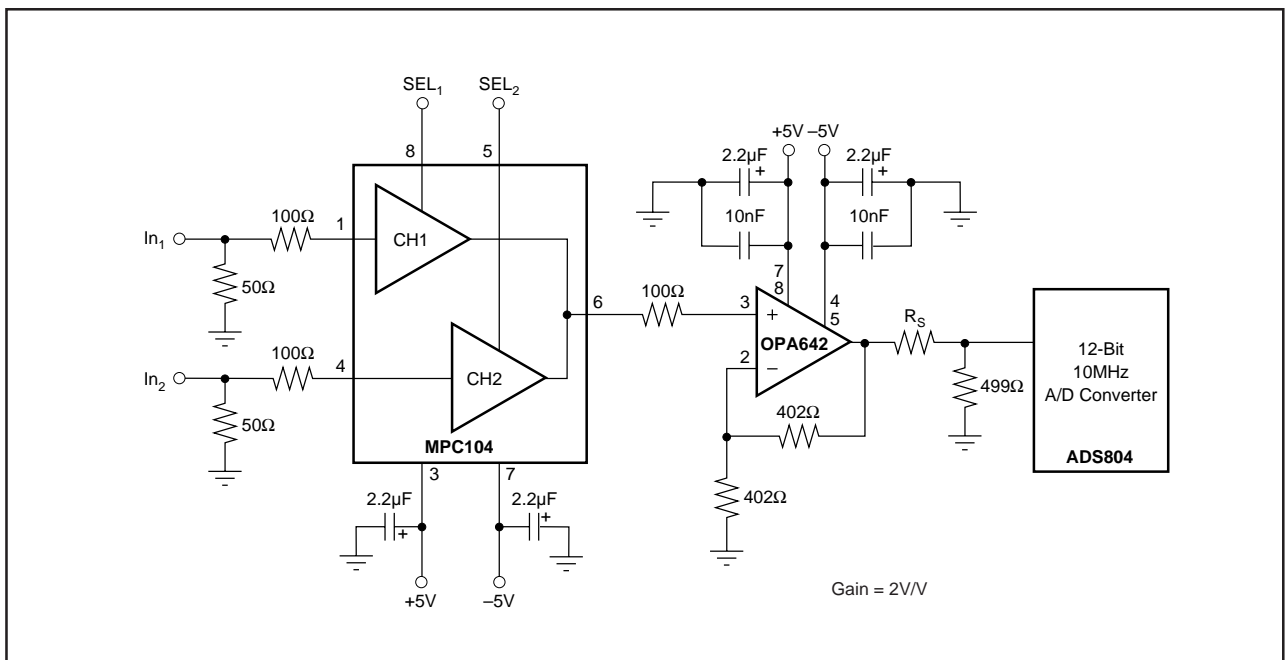 SEL₁
SEL₂
+5V
–5V
2.2µF
+
2.2µF
+
10nF
10nF
8
5
In₁
100Ω
1
CH1
50Ω
6
100Ω
7
8
4
5
3
+
OPA642
2
–
R_S
499Ω
12-Bit
10MHz
A/D Converter
ADS804
In₂
100Ω
4
CH2
50Ω
MPC104
402Ω
402Ω
3
7
2.2µF
+
2.2µF
+
+5V
–5V
Gain = 2V/V